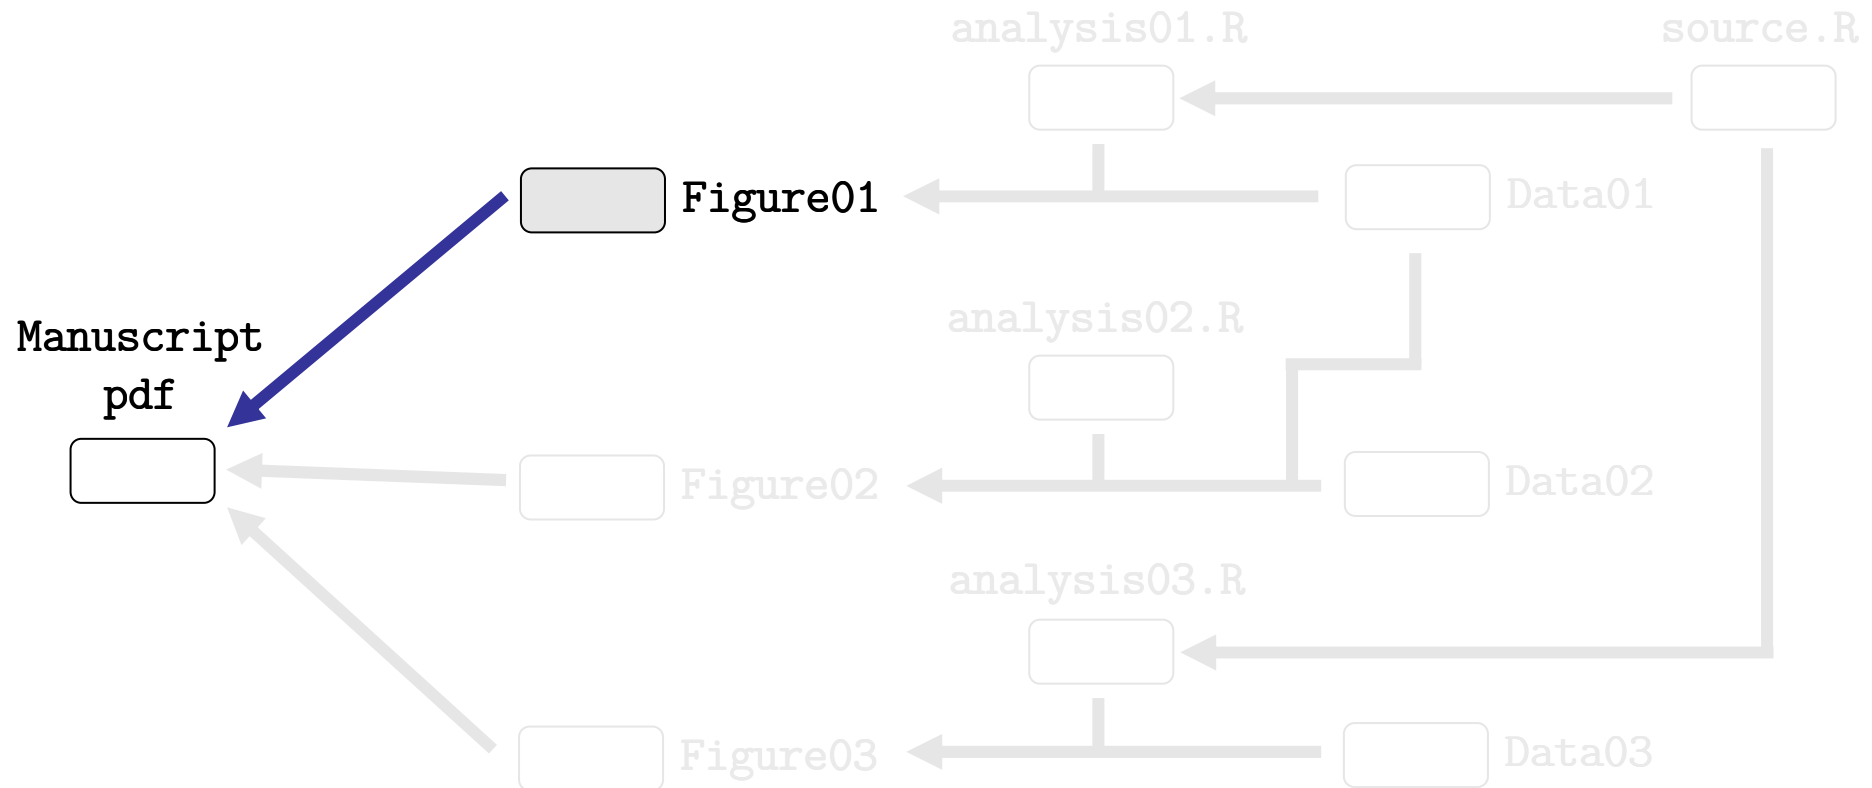 analysis01.R
source.R
Figure01
Data01
Manuscript
pdf
analysis02.R
Figure02
Data02
analysis03.R
Figure03
Data03